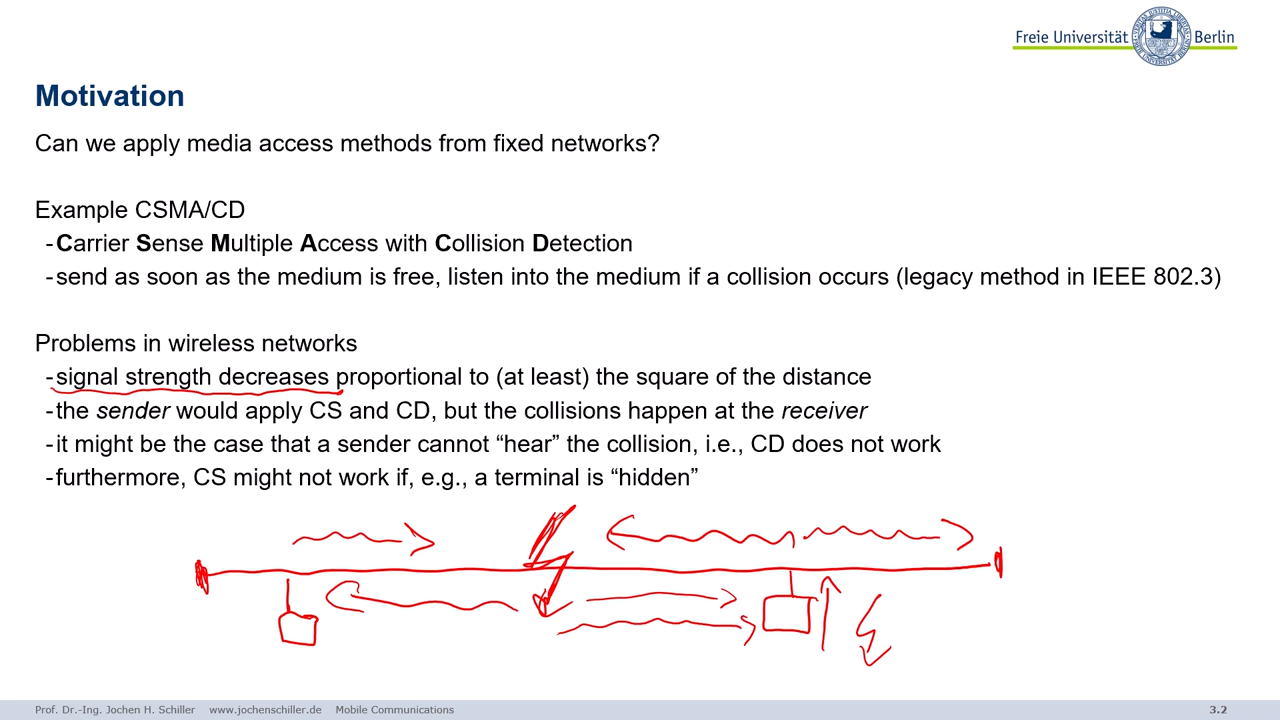 Freie Universität Berlin
Motivation
Can we apply media access methods from fixed networks?
Example CSMA/CD
-Carrier Sense Multiple Access with Collision Detection
-send as soon as the medium is free, listen into the medium if a collision occurs (legacy method in IEEE 802.3)
Problems in wireless networks
-signal strength decreases proportional to (at least) the square of the distance
-the sender would apply CS and CD, but the collisions happen at the receiver
-it might be the case that a sender cannot “hear” the collision, i.e., CD does not work
-furthermore, CS might not work if, e.g., a terminal is “hidden”
Prof. Dr.-Ing. Jochen H. Schiller www.jochenschiller.de Mobile Communications 3.2